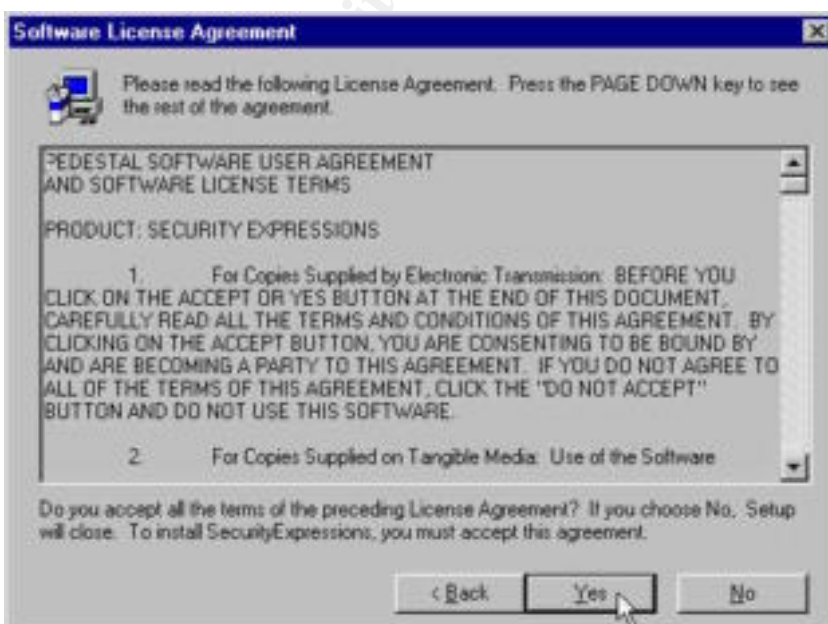 Software License Agreement
Please read the following License Agreement. Press the PAGE DOWN key to see
the rest of the agreement.
PEDESTAL SOFTWARE USER AGREEMENT
AND SOFTWARE LICENSE TERMS
PRODUCT: SECURITY EXPRESSIONS
1. For Copies Supplied by Electronic Transmission: BEFORE YOU
CLICK ON THE ACCEPT OR YES BUTTON AT THE END OF THIS DOCUMENT,
CAREFULLY READ ALL THE TERMS AND CONDITIONS OF THIS AGREEMENT. BY
CLICKING ON THE ACCEPT BUTTON, YOU ARE CONSENTING TO BE BOUND BY
AND ARE BECOMING A PARTY TO THIS AGREEMENT. IF YOU DO NOT AGREE TO
ALL OF THE TERMS OF THIS AGREEMENT, CLICK THE "DO NOT ACCEPT"
BUTTON AND DO NOT USE THIS SOFTWARE.
2. For Copies Supplied on Tangible Media: Use of the Software
Do you accept all the terms of the preceding License Agreement? If you choose No, Setup
will close. To install SecurityExpressions, you must accept this agreement.
< Back Yes No